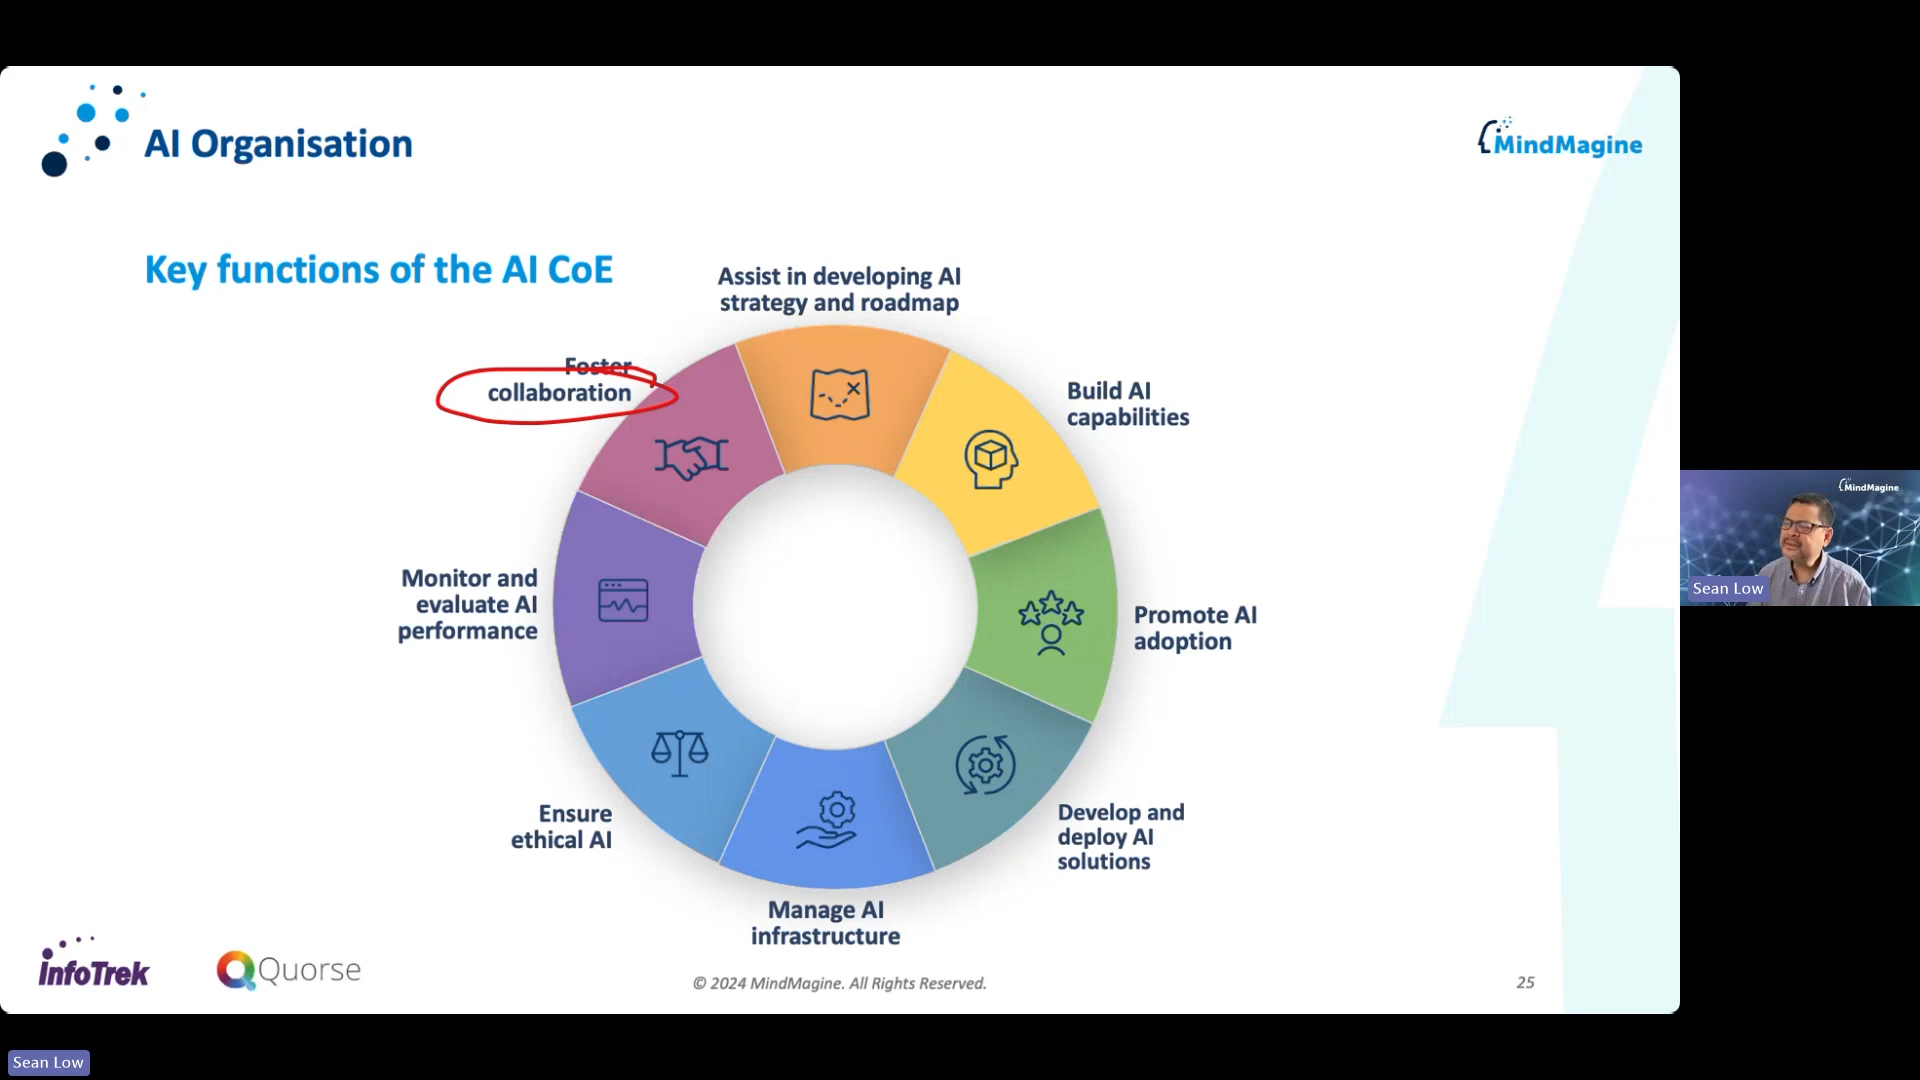 AI Organisation
MindMagine
Key functions of the AI CoE
Assist in developing AI
strategy and roadmap
Foster
collaboration
Build AI
capabilities
Monitor and
evaluate AI
performance
Promote AI
adoption
Ensure
ethical AI
Develop and
deploy AI
solutions
Manage AI
infrastructure
infoTrek
Quorse
© 2024 MindMagine. All Rights Reserved.
25
MindMagine
Sean Low
Sean Low